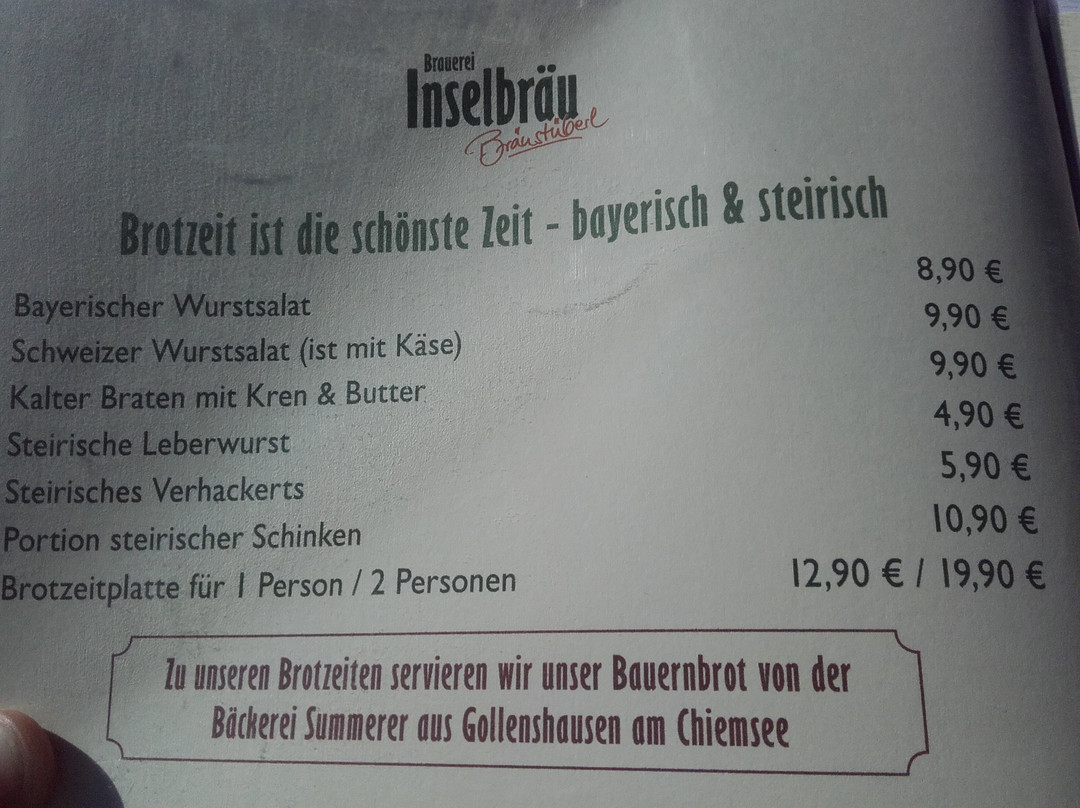 Brauerei
Inselbräu
Bräustüberl
Brotzeit ist die schönste Zeit - bayerisch & steirisch
Bayerischer Wurstsalat 8,90 €
Schweizer Wurstsalat (ist mit Käse) 9,90 €
Kalter Braten mit Kren & Butter 9,90 €
Steirische Leberwurst 4,90 €
Steirisches Verhackerts 5,90 €
Portion steirischer Schinken 10,90 €
Brotzeitplatte für 1 Person / 2 Personen 12,90 € / 19,90 €
Zu unseren Brotzeiten servieren wir unser Bauernbrot von der
Bäckerei Summerer aus Gollenshausen am Chiemsee